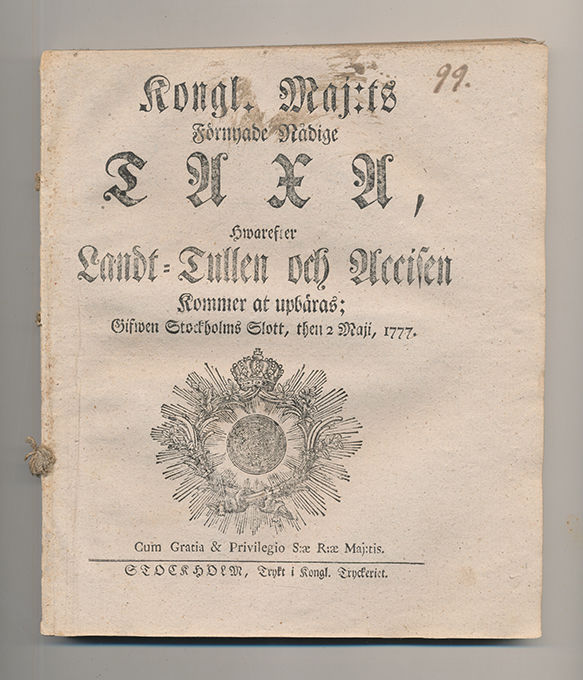 99.
Kongl. Maj:ts
Förnyade Nådige
TAXA,
Hwarefter
Landt-Tullen och Accisen
Kommer at upbäras;
Gifwen Stockholms Slott, then 2 Maji, 1777.
Cum Gratia & Privilegio S:æ R:æ Maj:tis.
STOCKHOLM, Tryckt i Kongl. Tryckeriet.